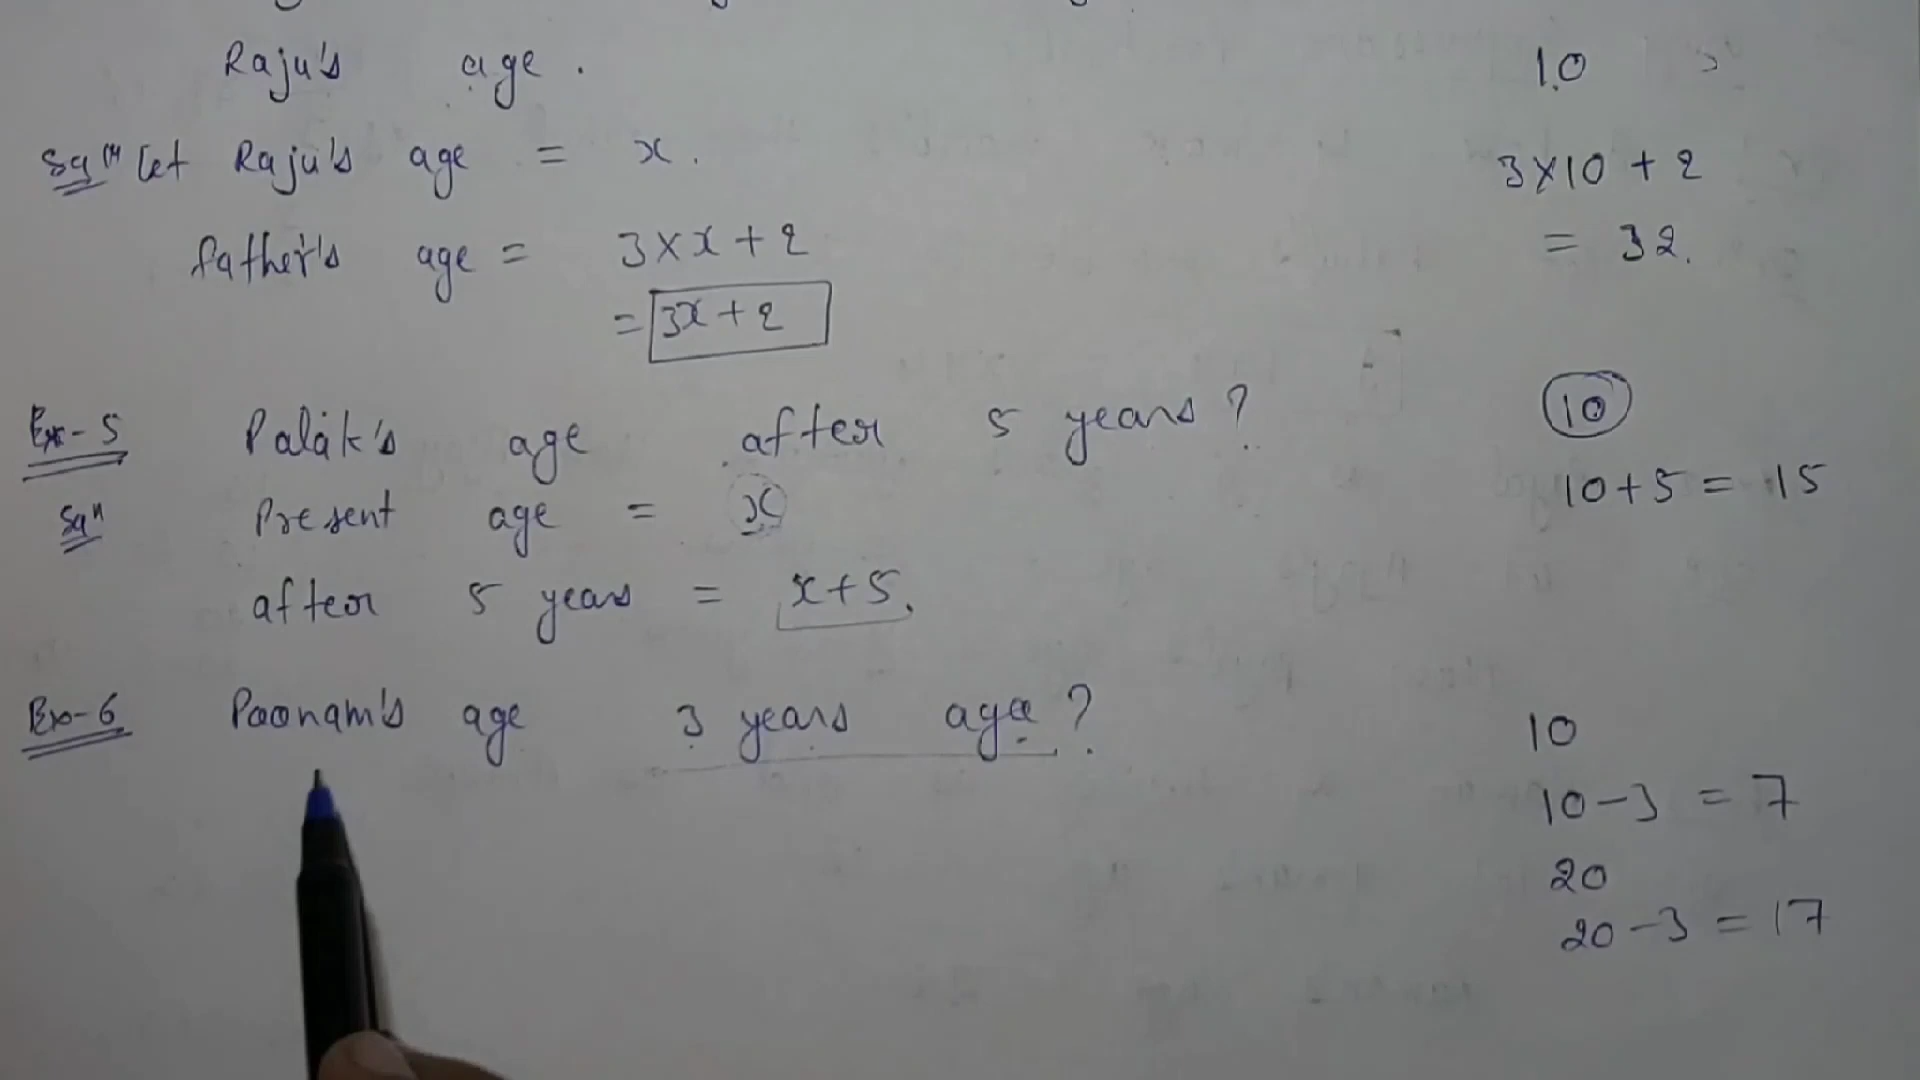 Raju's age .
10
Solⁿ let Raju's age = x.
3×10 + 2
father's age = 3×x + 2
= 32.
= 3x + 2
Ex-5 Palak's age after 5 years?
10
Solⁿ Present age = x
10+5 = 15
after 5 years = x+5.
Ex-6 Poonam's age 3 years ago?
10
10-3 = 7
20
20-3 = 17